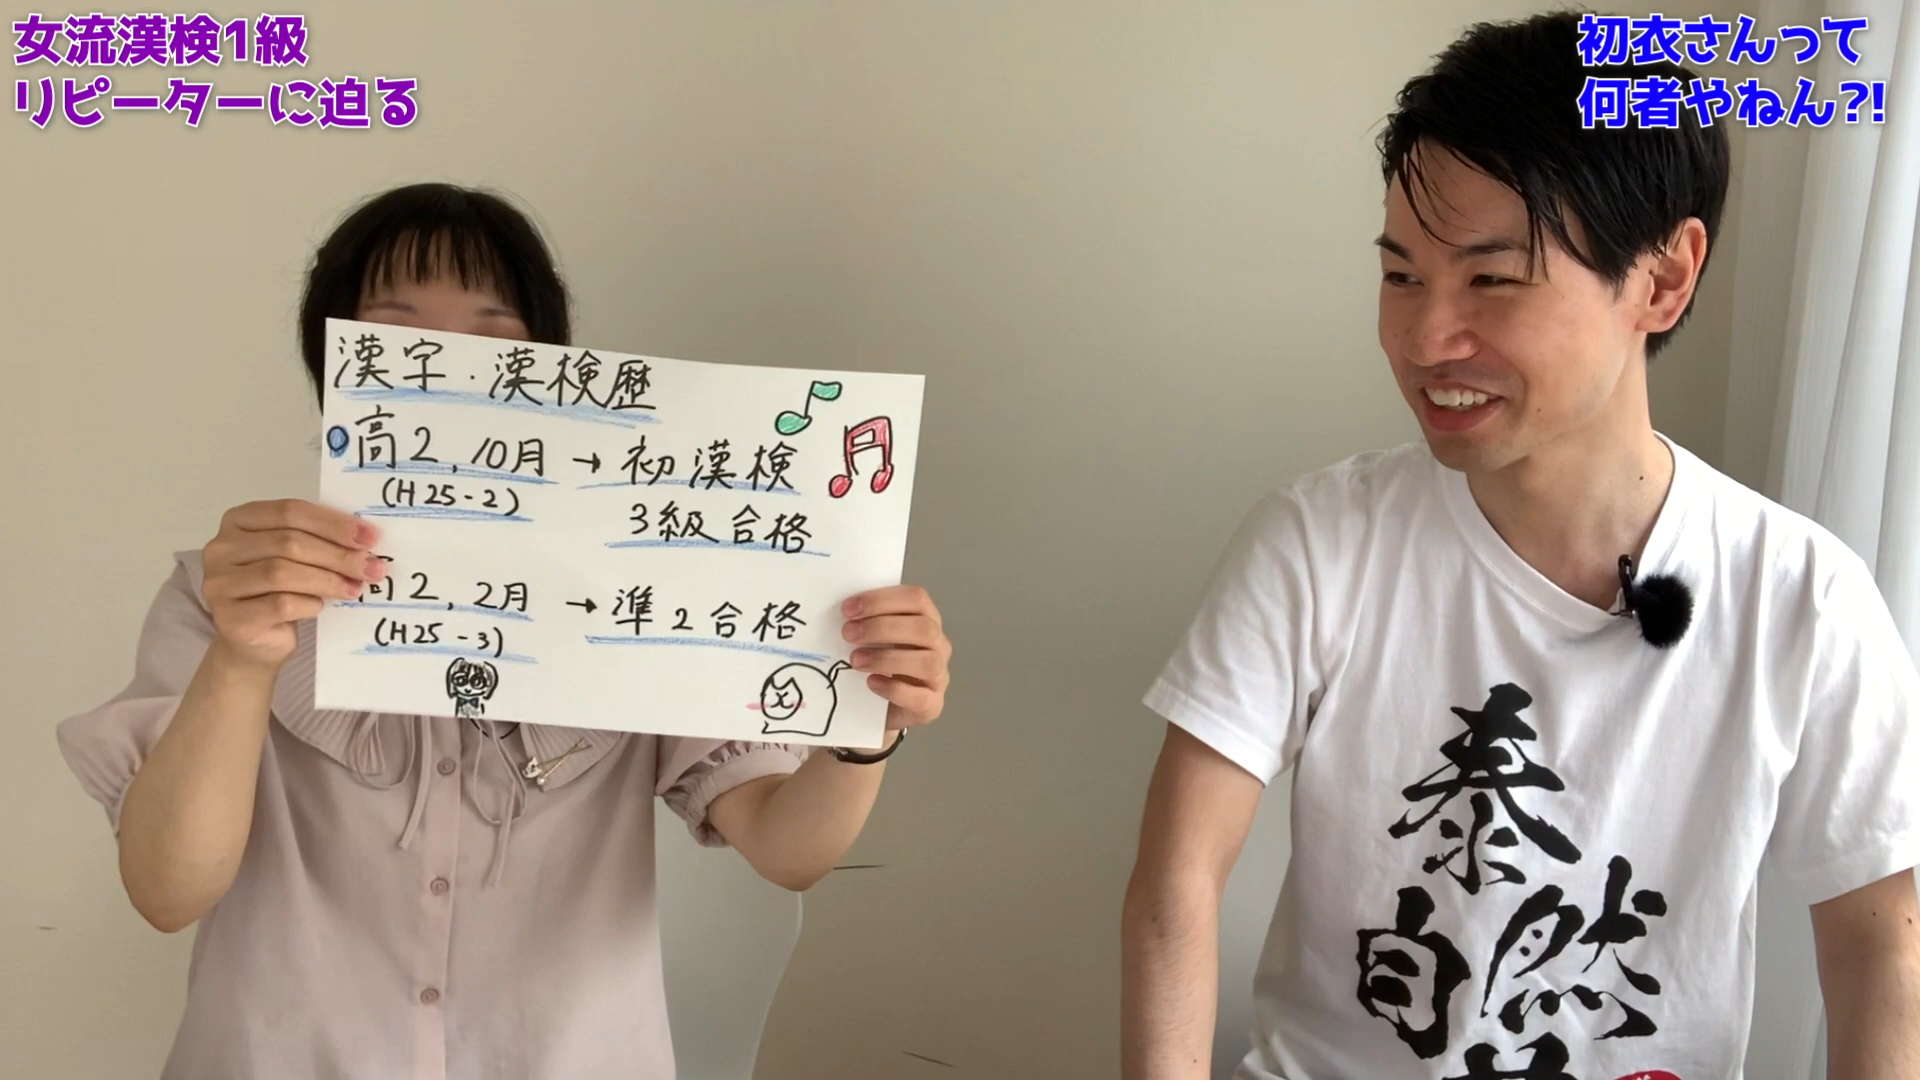 女流漢検1級
リピーターに迫る
初衣さんって
何者やねん?!
漢字・漢検歴
高2, 10月 → 初漢検
(H25-2)
3級合格
高2, 2月 → 準2合格
(H25-3)
泰然
自